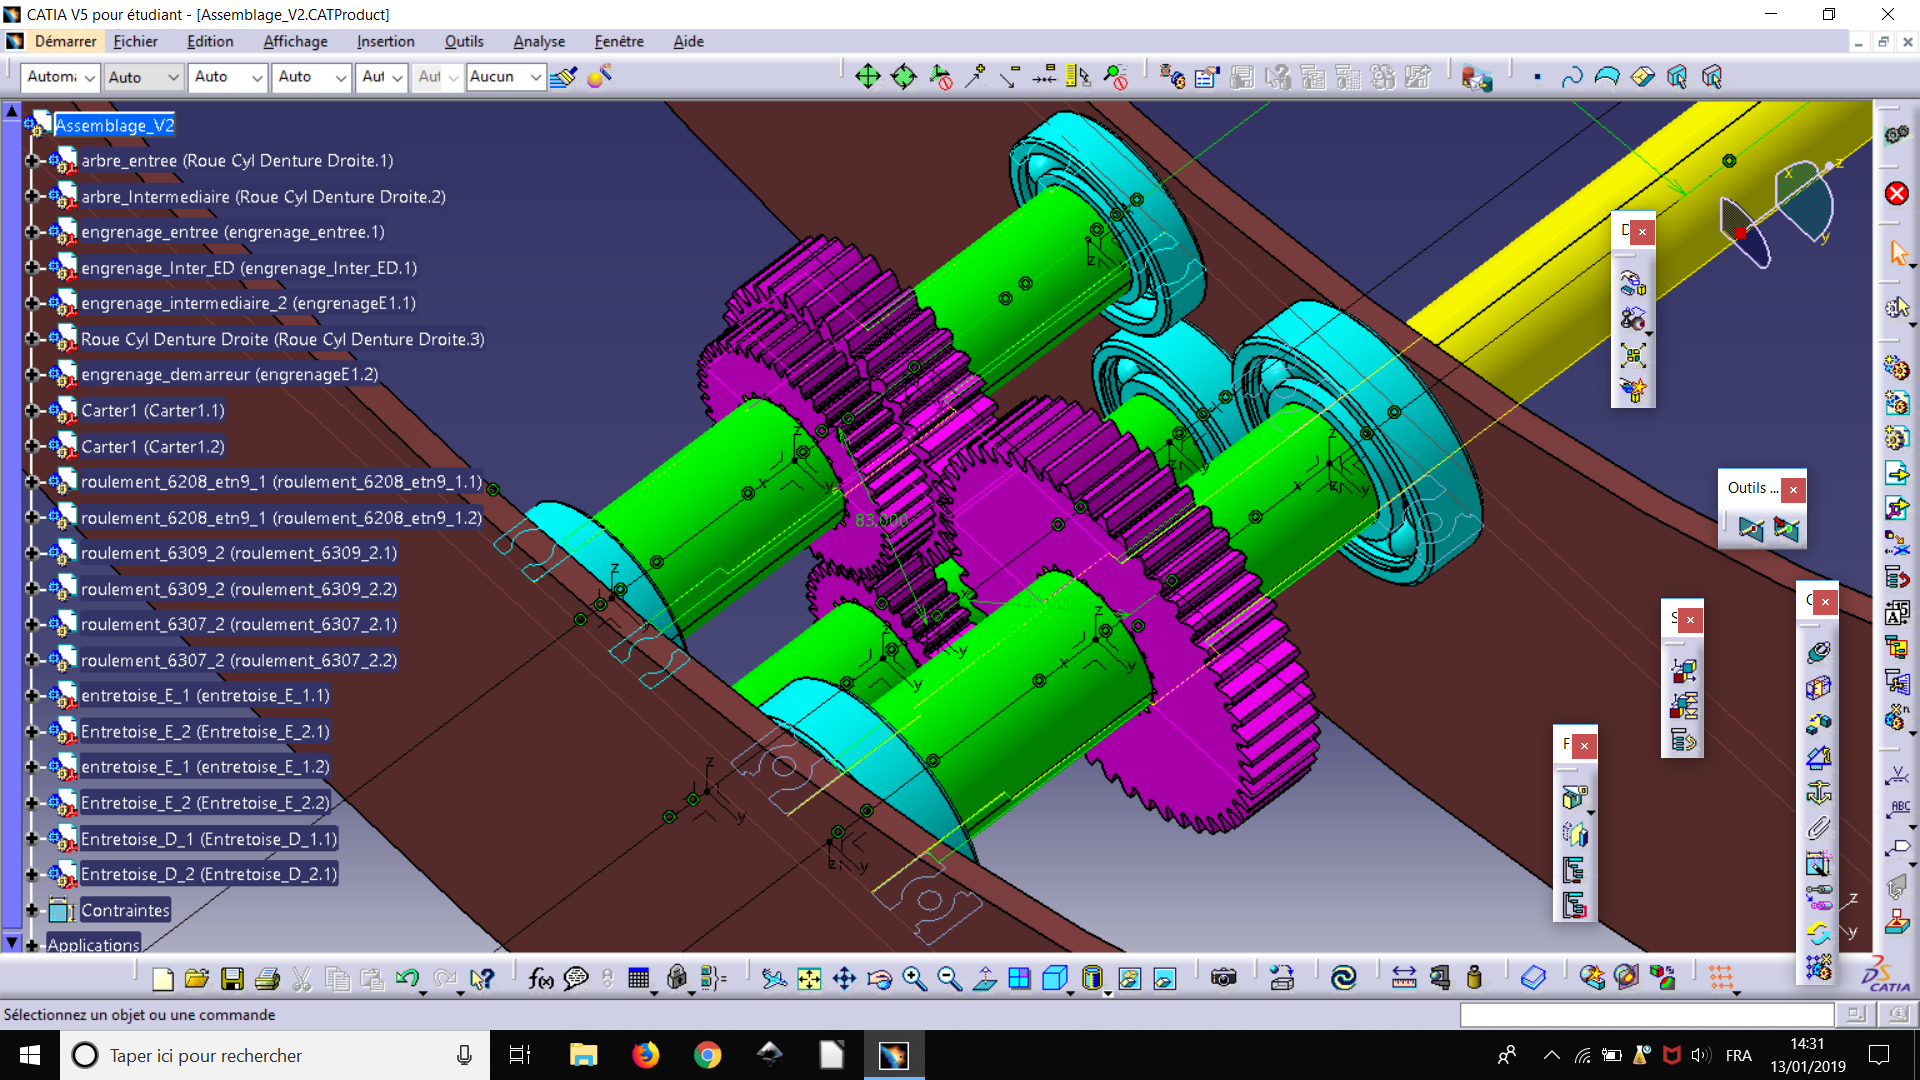 CATIA V5 pour étudiant - [Assemblage_V2.CATProduct]
Démarrer Fichier Edition Affichage Insertion Outils Analyse Fenêtre Aide
Automa Auto Auto Auto Aut Aut Aucun
Assemblage_V2
arbre_entree (Roue Cyl Denture Droite.1)
arbre_Intermediaire (Roue Cyl Denture Droite.2)
engrenage_entree (engrenage_entree.1)
engrenage_Inter_ED (engrenage_Inter_ED.1)
engrenage_intermediaire_2 (engrenageE1.1)
Roue Cyl Denture Droite (Roue Cyl Denture Droite.3)
engrenage_demarreur (engrenageE1.2)
Carter1 (Carter1.1)
Carter1 (Carter1.2)
roulement_6208_etn9_1 (roulement_6208_etn9_1.1)
roulement_6208_etn9_1 (roulement_6208_etn9_1.2)
roulement_6309_2 (roulement_6309_2.1)
roulement_6309_2 (roulement_6309_2.2)
roulement_6307_2 (roulement_6307_2.1)
roulement_6307_2 (roulement_6307_2.2)
entretoise_E_1 (entretoise_E_1.1)
Entretoise_E_2 (Entretoise_E_2.1)
entretoise_E_1 (entretoise_E_1.2)
Entretoise_E_2 (Entretoise_E_2.2)
Entretoise_D_1 (Entretoise_D_1.1)
Entretoise_D_2 (Entretoise_D_2.1)
Contraintes
Applications
83.000
D
Outils ...
S
C
F
ABC
CATIA
Sélectionnez un objet ou une commande
Taper ici pour rechercher
FRA
14:31
13/01/2019